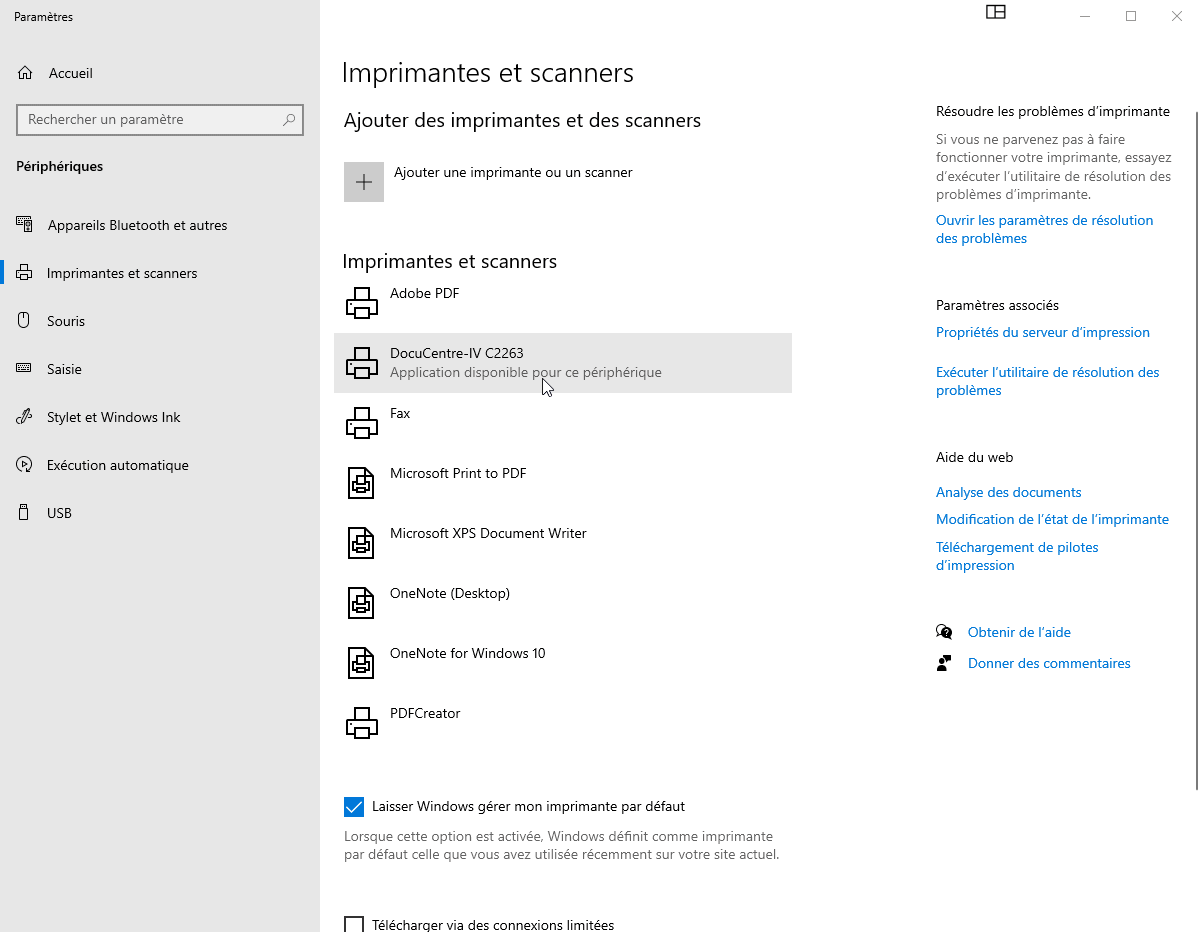 Paramètres
Accueil
Rechercher un paramètre
Périphériques
Appareils Bluetooth et autres
Imprimantes et scanners
Souris
Saisie
Stylet et Windows Ink
Exécution automatique
USB
Imprimantes et scanners
Ajouter des imprimantes et des scanners
Ajouter une imprimante ou un scanner
Imprimantes et scanners
Adobe PDF
DocuCentre-IV C2263
Application disponible pour ce périphérique
Fax
Microsoft Print to PDF
Microsoft XPS Document Writer
OneNote (Desktop)
OneNote for Windows 10
PDFCreator
Laisser Windows gérer mon imprimante par défaut
Lorsque cette option est activée, Windows définit comme imprimante
par défaut celle que vous avez utilisée récemment sur votre site actuel.
Télécharger via des connexions limitées
Résoudre les problèmes d’imprimante
Si vous ne parvenez pas à faire
fonctionner votre imprimante, essayez
d’exécuter l’utilitaire de résolution des
problèmes d’imprimante.
Ouvrir les paramètres de résolution
des problèmes
Paramètres associés
Propriétés du serveur d’impression
Exécuter l’utilitaire de résolution des
problèmes
Aide du web
Analyse des documents
Modification de l’état de l’imprimante
Téléchargement de pilotes
d’impression
Obtenir de l’aide
Donner des commentaires